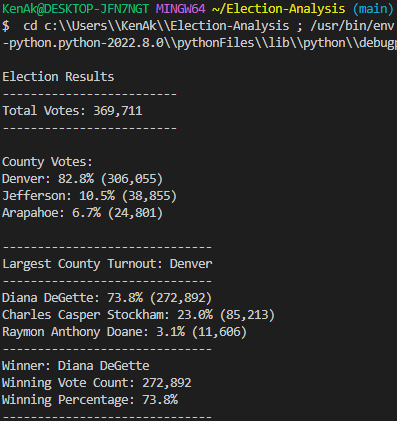 KenAk@DESKTOP-JFN7NGT MINGW64 ~/Election-Analysis (main)
$  cd c:\\Users\\KenAk\\Election-Analysis ; /usr/bin/env
-python.python-2022.8.0\\pythonFiles\\lib\\python\\debugp
Election Results
-------------------------
Total Votes: 369,711
-------------------------
County Votes:
Denver: 82.8% (306,055)
Jefferson: 10.5% (38,855)
Arapahoe: 6.7% (24,801)
------------------------------
Largest County Turnout: Denver
------------------------------
Diana DeGette: 73.8% (272,892)
Charles Casper Stockham: 23.0% (85,213)
Raymon Anthony Doane: 3.1% (11,606)
------------------------------
Winner: Diana DeGette
Winning Vote Count: 272,892
Winning Percentage: 73.8%
------------------------------